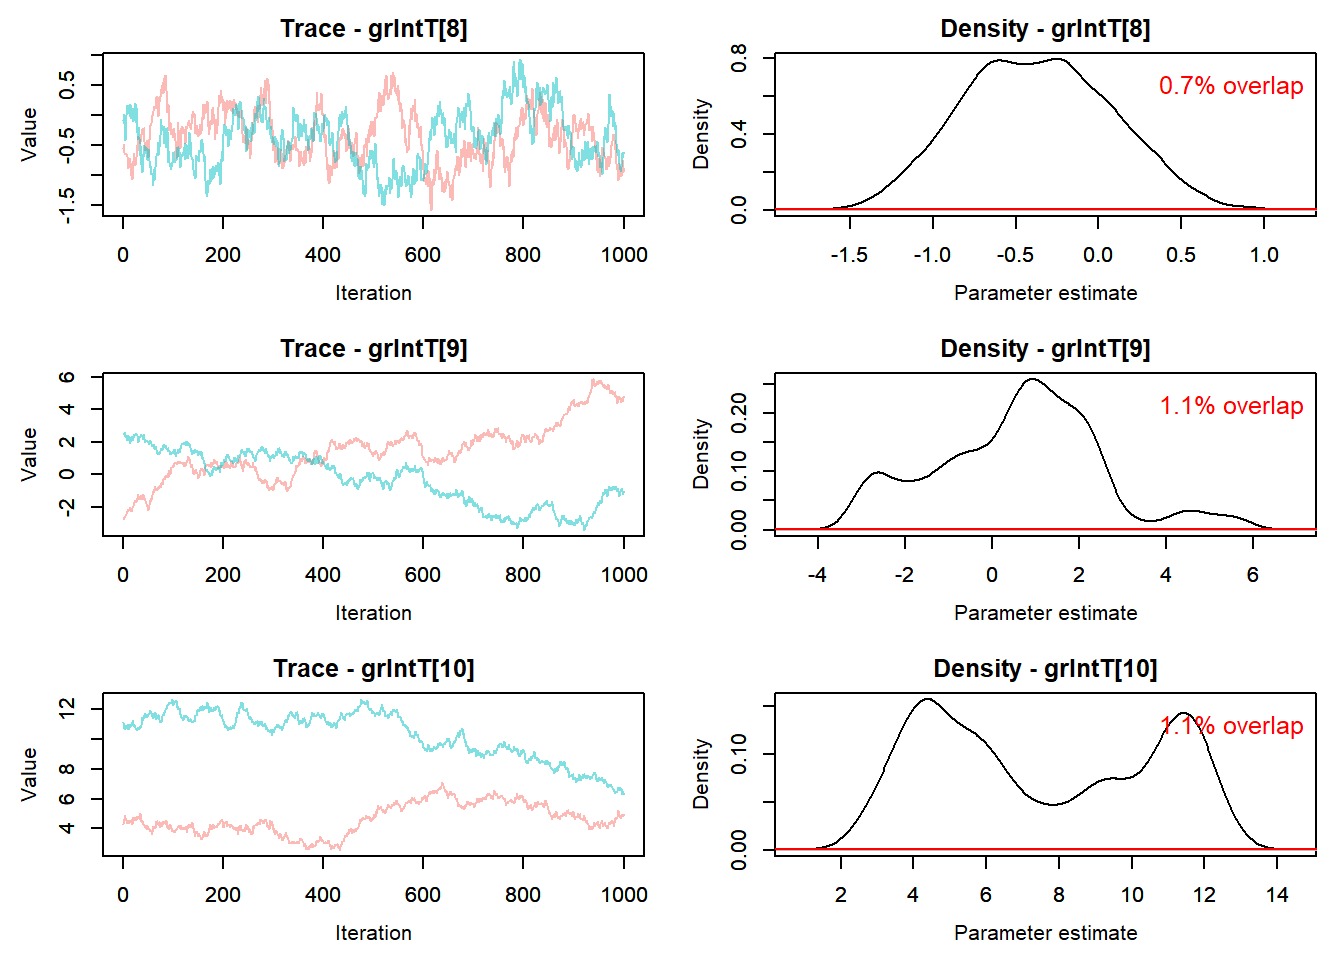 Trace - grIntT[8]
Value
0.5
-0.5
-1.5
0 200 400 600 800 1000
Iteration
Density - grIntT[8]
Density
0.8
0.4
0.0
0.7% overlap
-1.5 -1.0 -0.5 0.0 0.5 1.0
Parameter estimate
Trace - grIntT[9]
Value
6
4
2
0
-2
0 200 400 600 800 1000
Iteration
Density - grIntT[9]
Density
0.20
0.10
0.00
1.1% overlap
-4 -2 0 2 4 6
Parameter estimate
Trace - grIntT[10]
Value
12
8
6
4
0 200 400 600 800 1000
Iteration
Density - grIntT[10]
Density
0.10
0.00
1.1% overlap
2 4 6 8 10 12 14
Parameter estimate